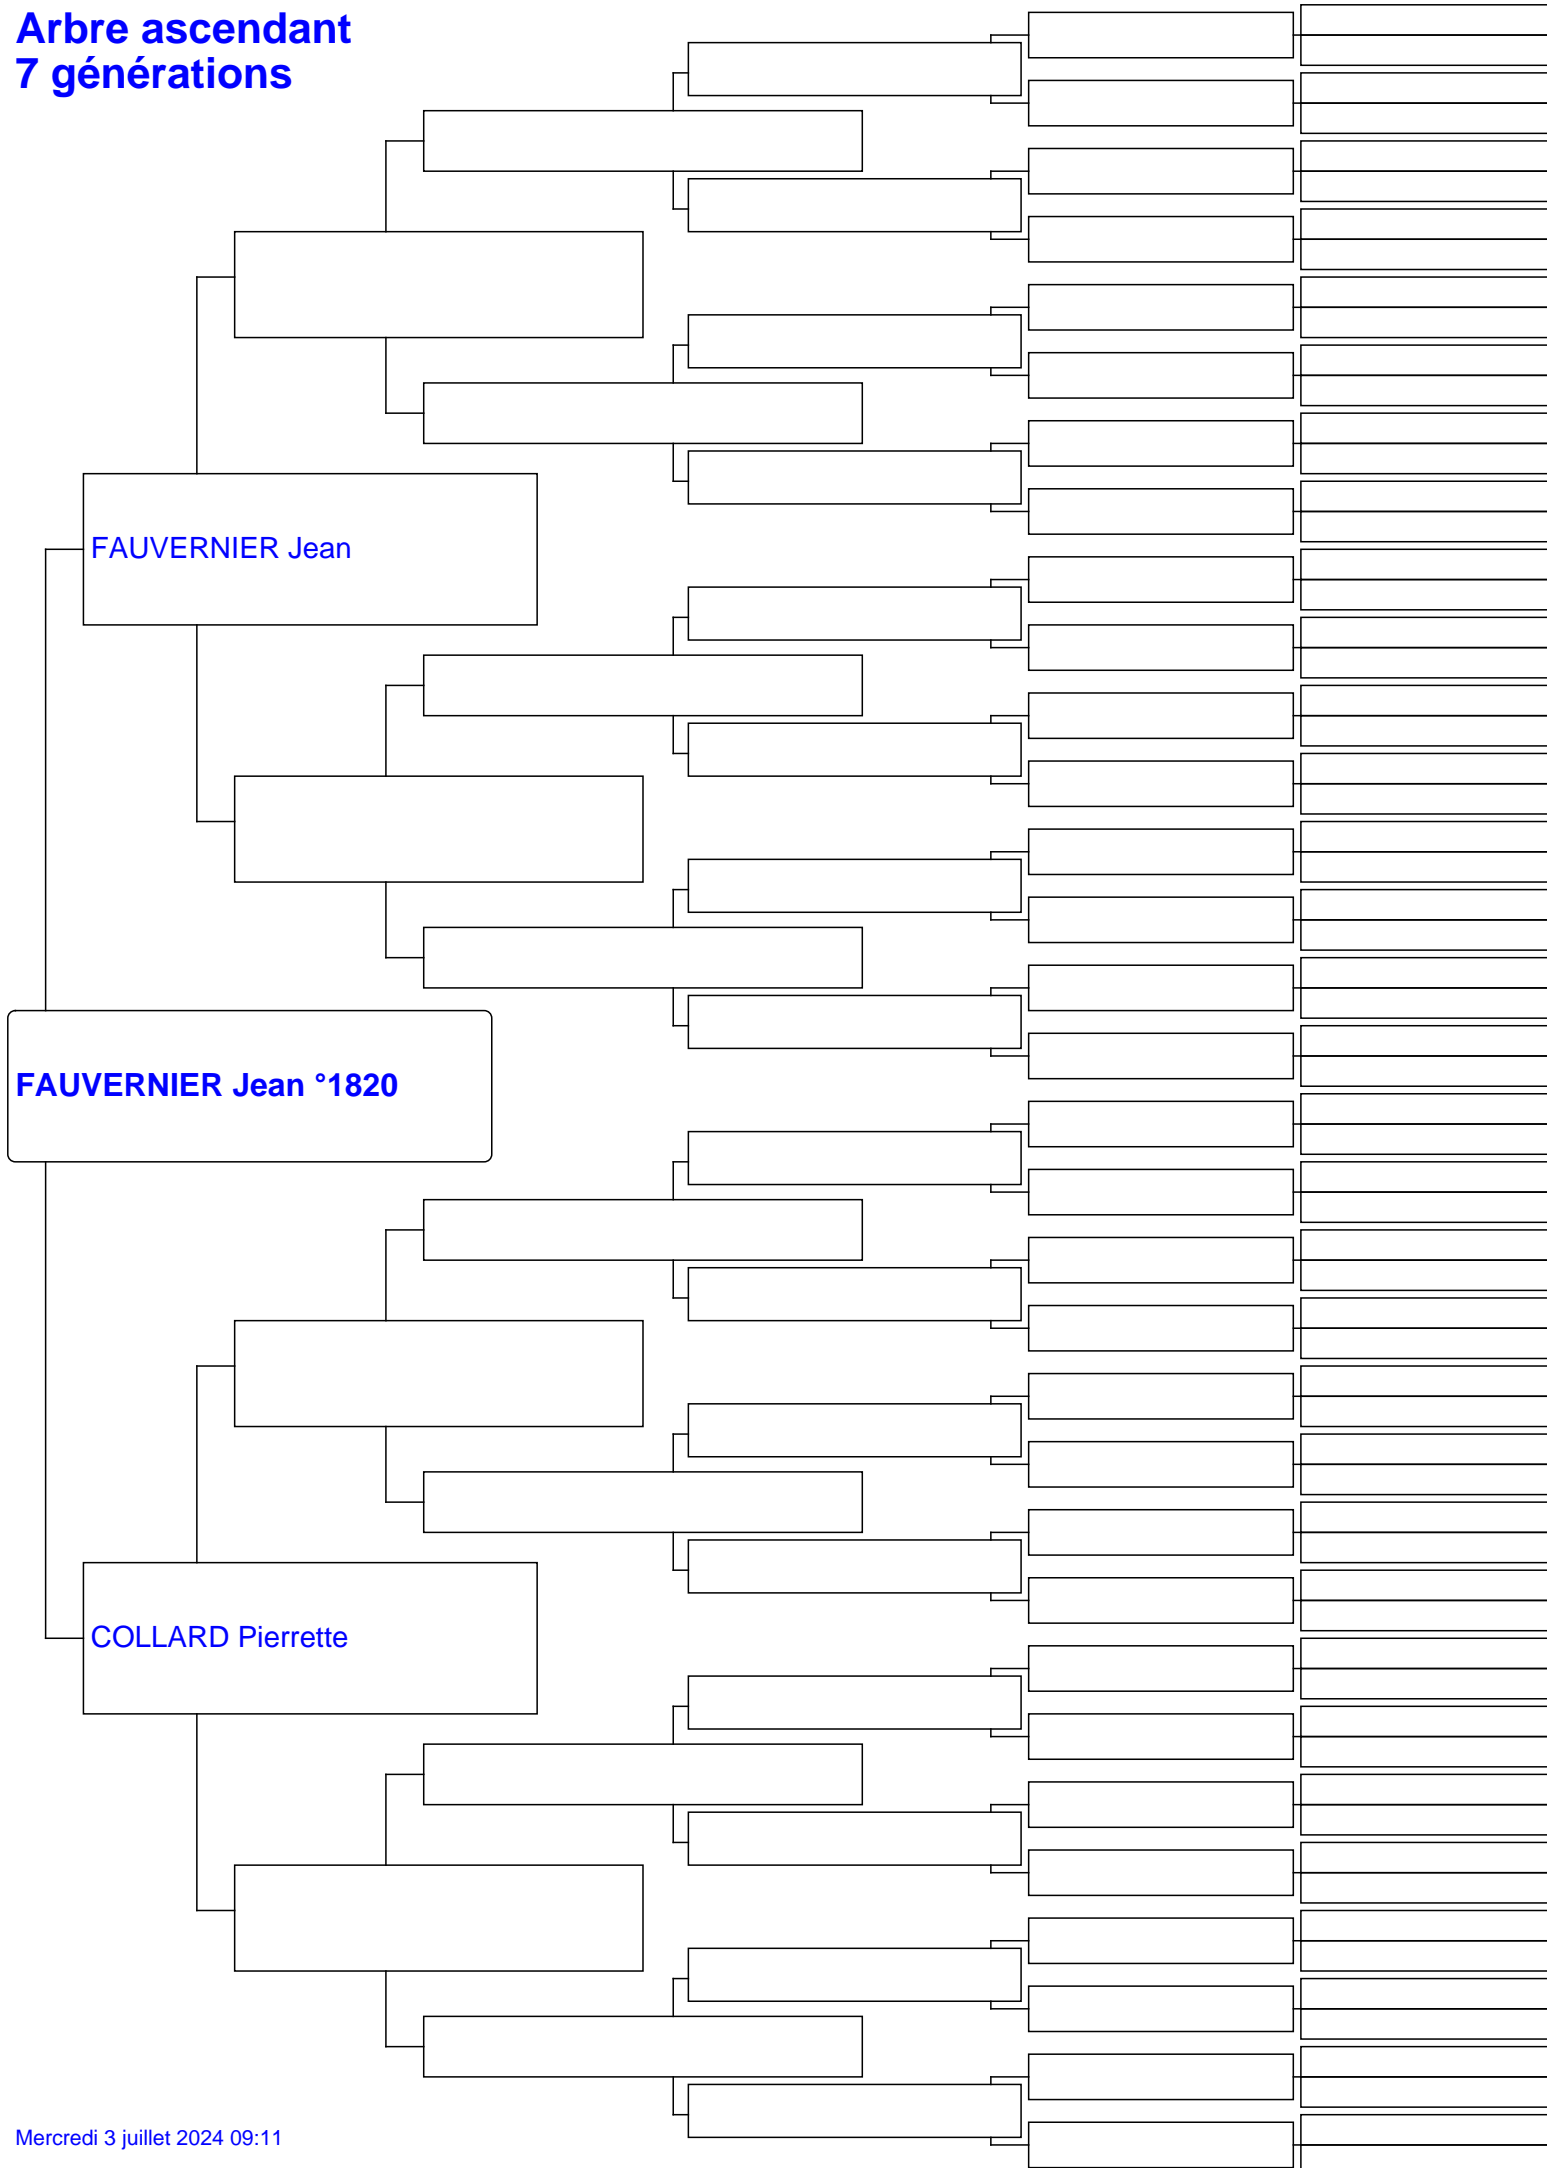 Arbre ascendant
7 générations
FAUVERNIER Jean
FAUVERNIER Jean °1820
COLLARD Pierrette
Mercredi 3 juillet 2024 09:11